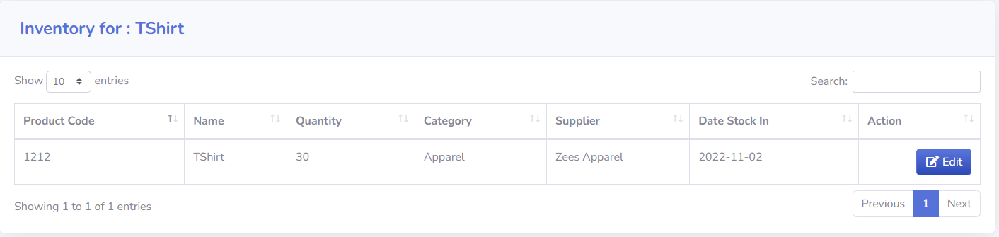 Inventory for : TShirt
Show 10 entries Search:
Product Code Name Quantity Category Supplier Date Stock In Action
1212 TShirt 30 Apparel Zees Apparel 2022-11-02 Edit
Showing 1 to 1 of 1 entries Previous 1 Next